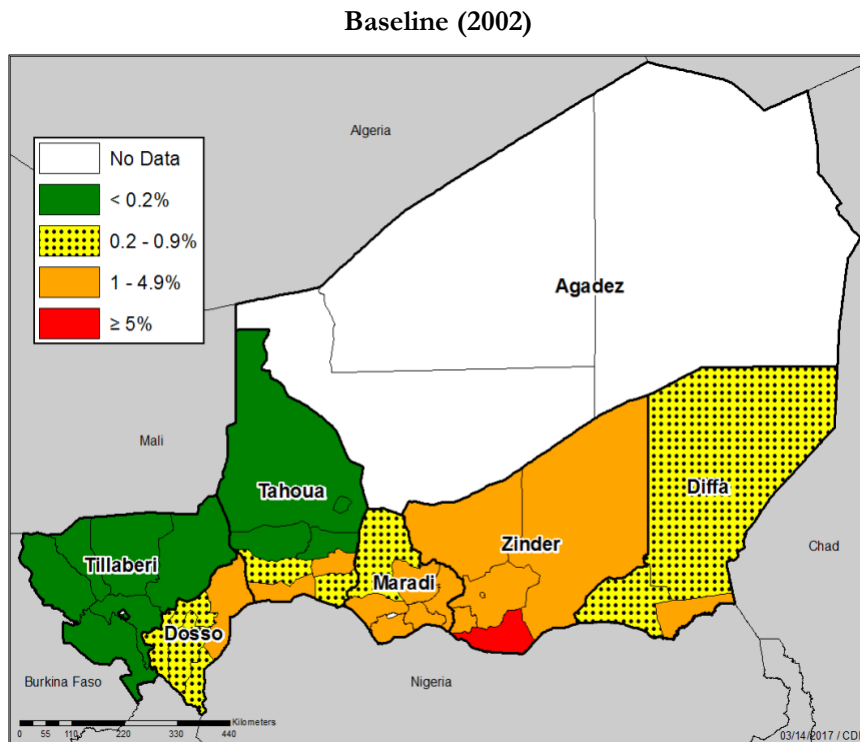 Baseline (2002)
Algeria
No Data
< 0.2%
0.2 - 0.9%
1 - 4.9%
≥ 5%
Agadez
Mali
Tahoua
Diffa
Zinder
Chad
Tillaberi
Maradi
Dosso
Burkina Faso
Nigeria
Kilometers
0 55 110 220 330 440
03/14/2017 / CDI